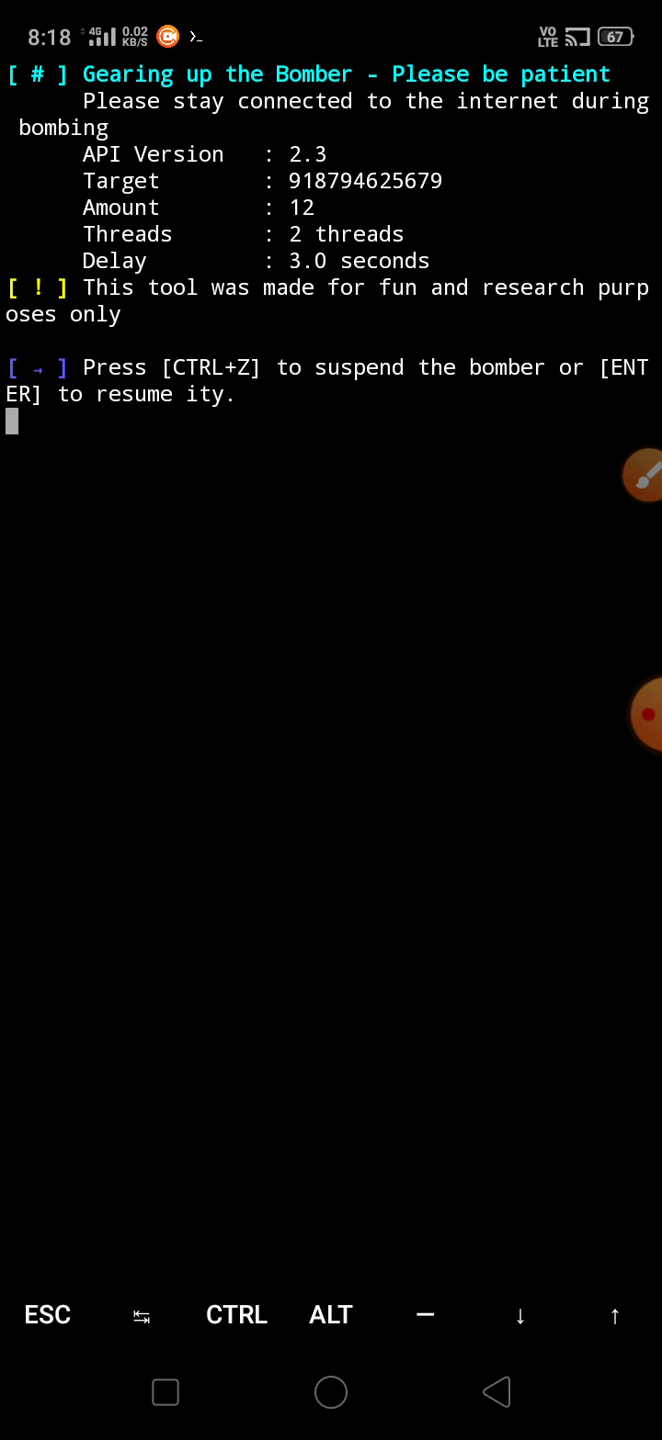 8:18 4G 0.02 KB/S >_ VO LTE 67
[ # ] Gearing up the Bomber - Please be patient
Please stay connected to the internet during
bombing
API Version : 2.3
Target : 918794625679
Amount : 12
Threads : 2 threads
Delay : 3.0 seconds
[ ! ] This tool was made for fun and research purp
oses only
[ → ] Press [CTRL+Z] to suspend the bomber or [ENT
ER] to resume ity.
ESC ↹ CTRL ALT — ↓ ↑